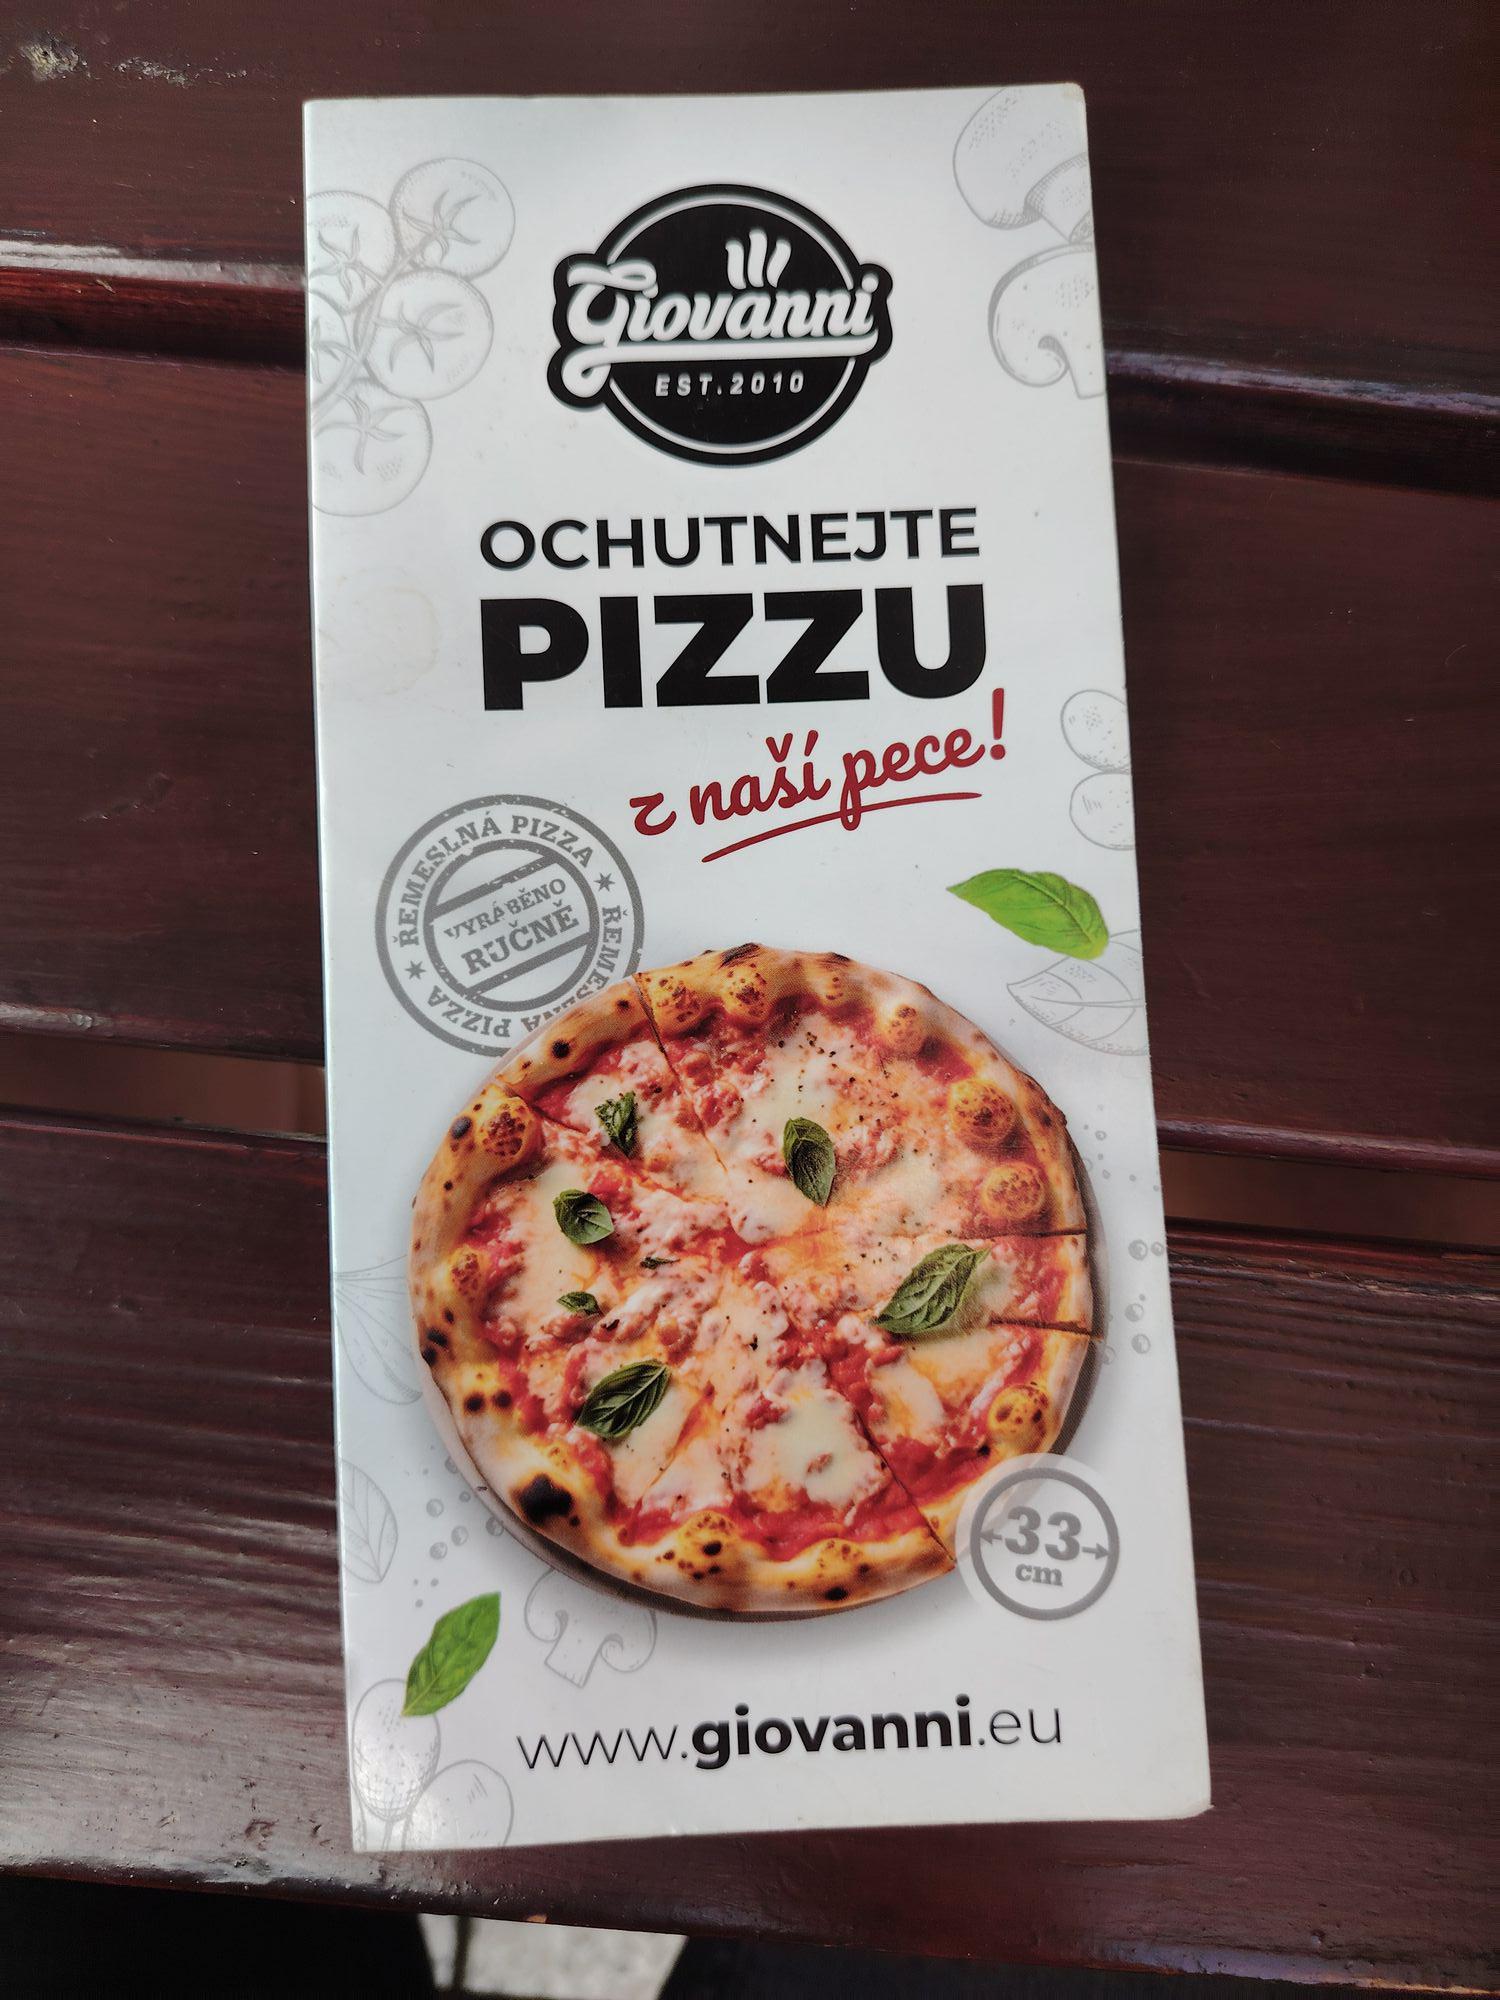 Giovanni
EST.2010
OCHUTNEJTE
PIZZU
z naší pece!
ŘEMESLNÁ PIZZA ✶ ŘEMESLNÁ PIZZA ✶
VYRÁBĚNO
RUČNĚ
33
cm
www.giovanni.eu